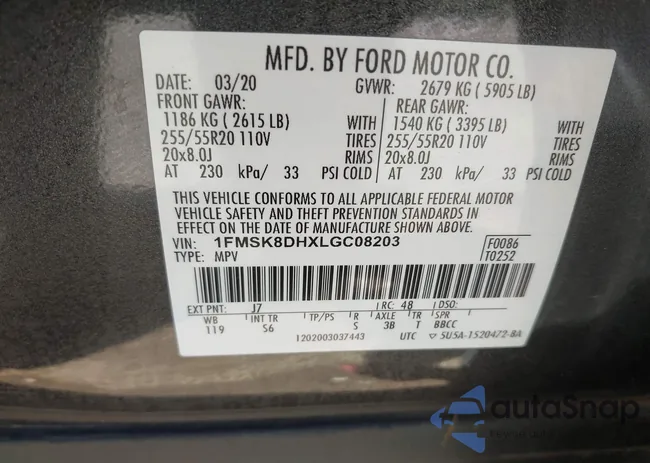 MFD. BY FORD MOTOR CO.
DATE: 03/20 GVWR: 2679 KG ( 5905 LB)
FRONT GAWR: REAR GAWR:
1186 KG ( 2615 LB) WITH 1540 KG ( 3395 LB) WITH
255/55R20 110V TIRES 255/55R20 110V TIRES
20x8.0J RIMS 20x8.0J RIMS
AT 230 kPa/ 33 PSI COLD AT 230 kPa/ 33 PSI COLD
THIS VEHICLE CONFORMS TO ALL APPLICABLE FEDERAL MOTOR
VEHICLE SAFETY AND THEFT PREVENTION STANDARDS IN
EFFECT ON THE DATE OF MANUFACTURE SHOWN ABOVE.
VIN: 1FMSK8DHXLGC08203 F0086
TYPE: MPV T0252
EXT PNT: J7 RC: 48 DSO:
WB INT TR TP/PS R AXLE TR SPR
119 S6 S 3B T BBCC
1202003037443 UTC ▽ 5U5A-1520472-BA
autoSnap